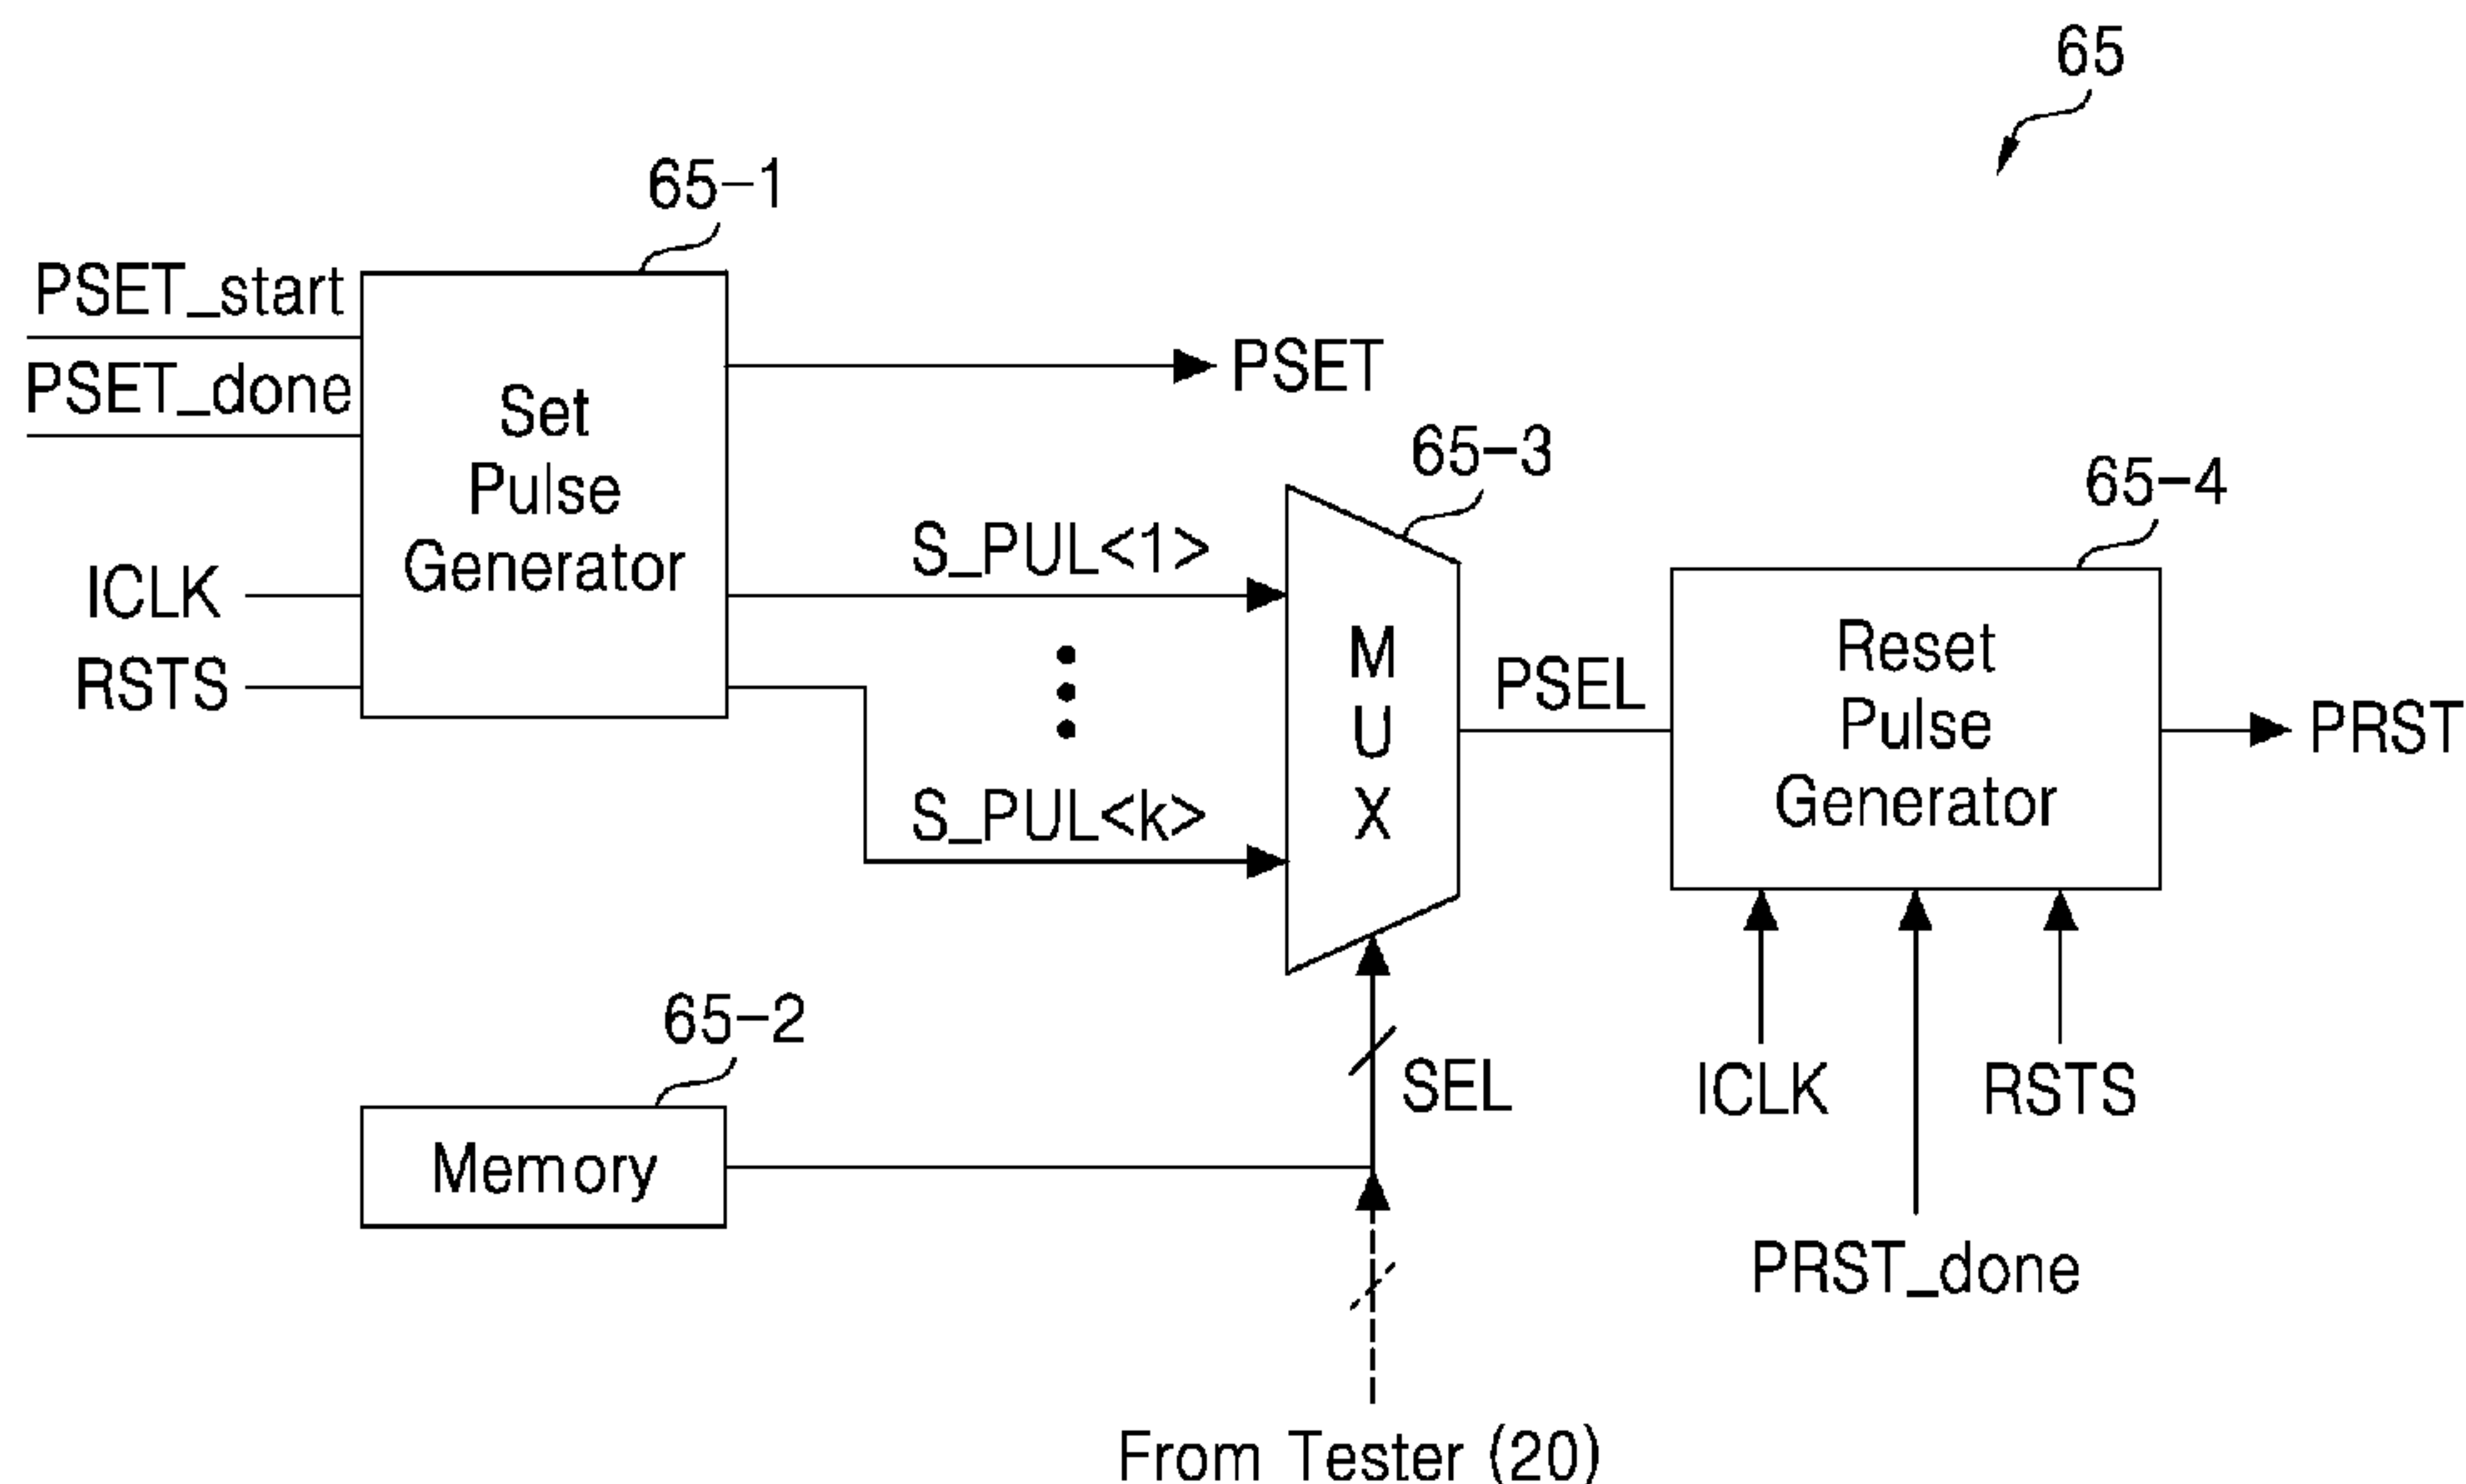 65
65-1
PSET_start
PSET_done
Set
Pulse
Generator
PSET
65-3
65-4
ICLK
RSTS
S_PUL<1>
S_PUL<k>
M
U
X
PSEL
Reset
Pulse
Generator
PRST
65-2
Memory
SEL
ICLK
RSTS
PRST_done
From Tester (20)